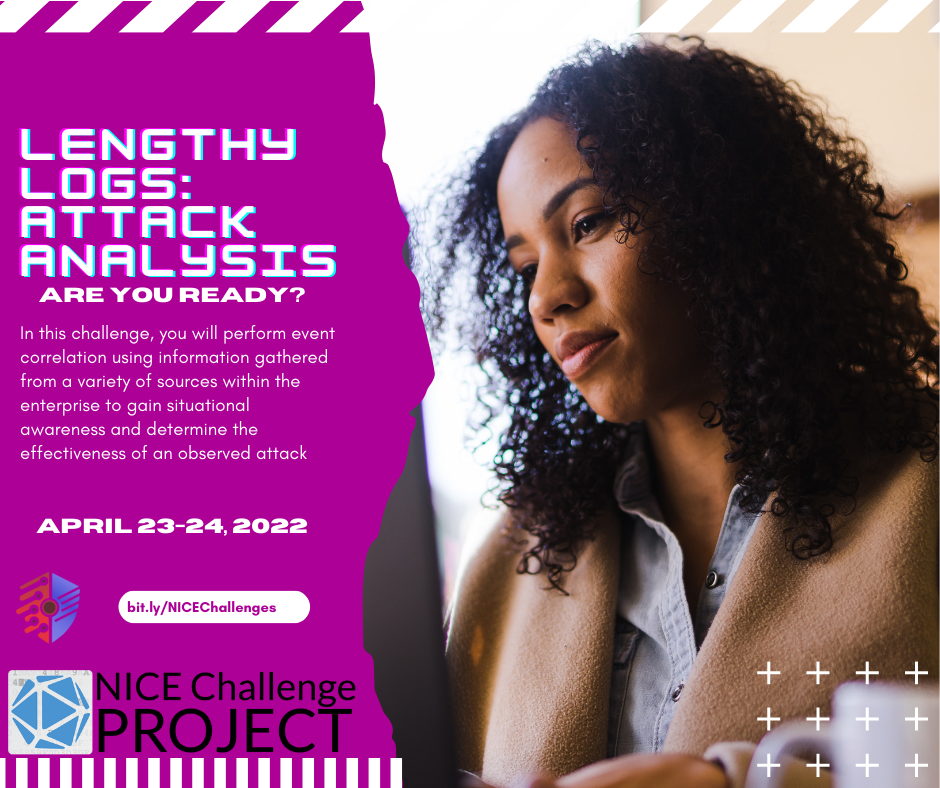 LENGTHY
LOGS:
ATTACK
ANALYSIS
ARE YOU READY?
In this challenge, you will perform event
correlation using information gathered
from a variety of sources within the
enterprise to gain situational
awareness and determine the
effectiveness of an observed attack
APRIL 23-24, 2022
bit.ly/NICEChallenges
NICE Challenge
PROJECT